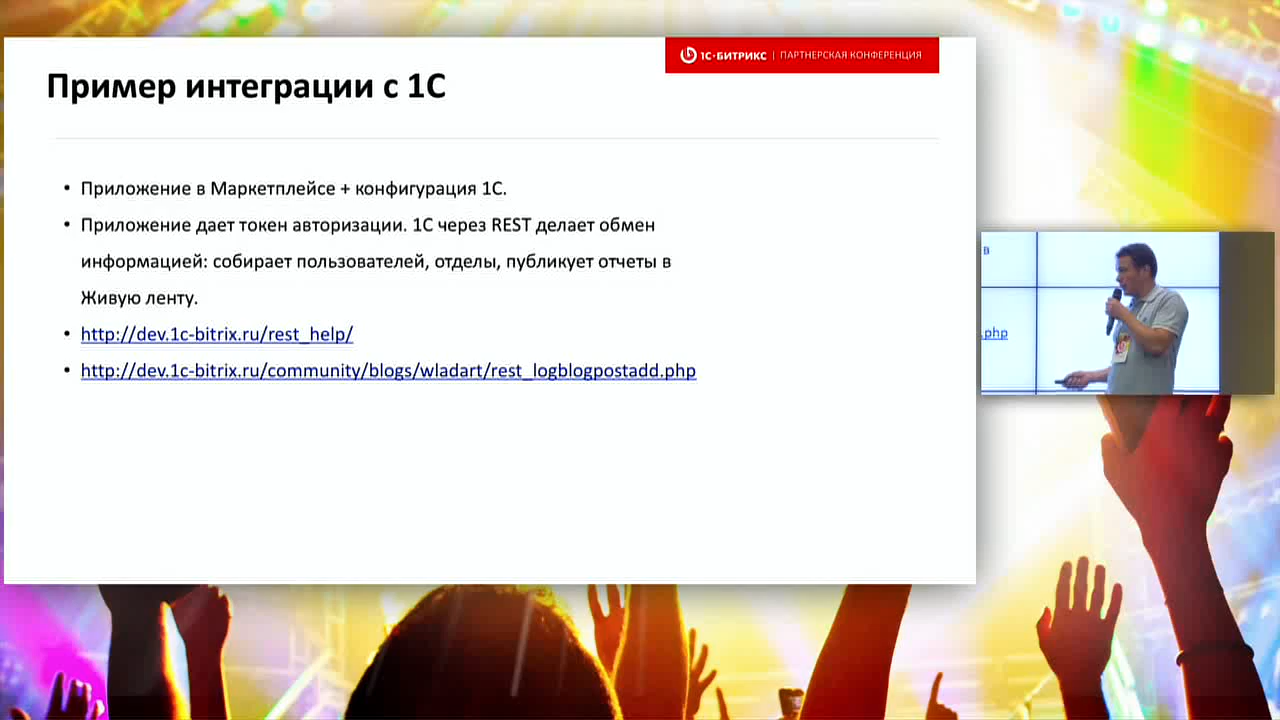 1С-БИТРИКС | ПАРТНЕРСКАЯ КОНФЕРЕНЦИЯ
Пример интеграции с 1С
• Приложение в Маркетплейсе + конфигурация 1С.
• Приложение дает токен авторизации. 1С через REST делает обмен
информацией: собирает пользователей, отделы, публикует отчеты в
Живую ленту.
• http://dev.1c-bitrix.ru/rest_help/
• http://dev.1c-bitrix.ru/community/blogs/wladart/rest_logblogpostadd.php
в
.php